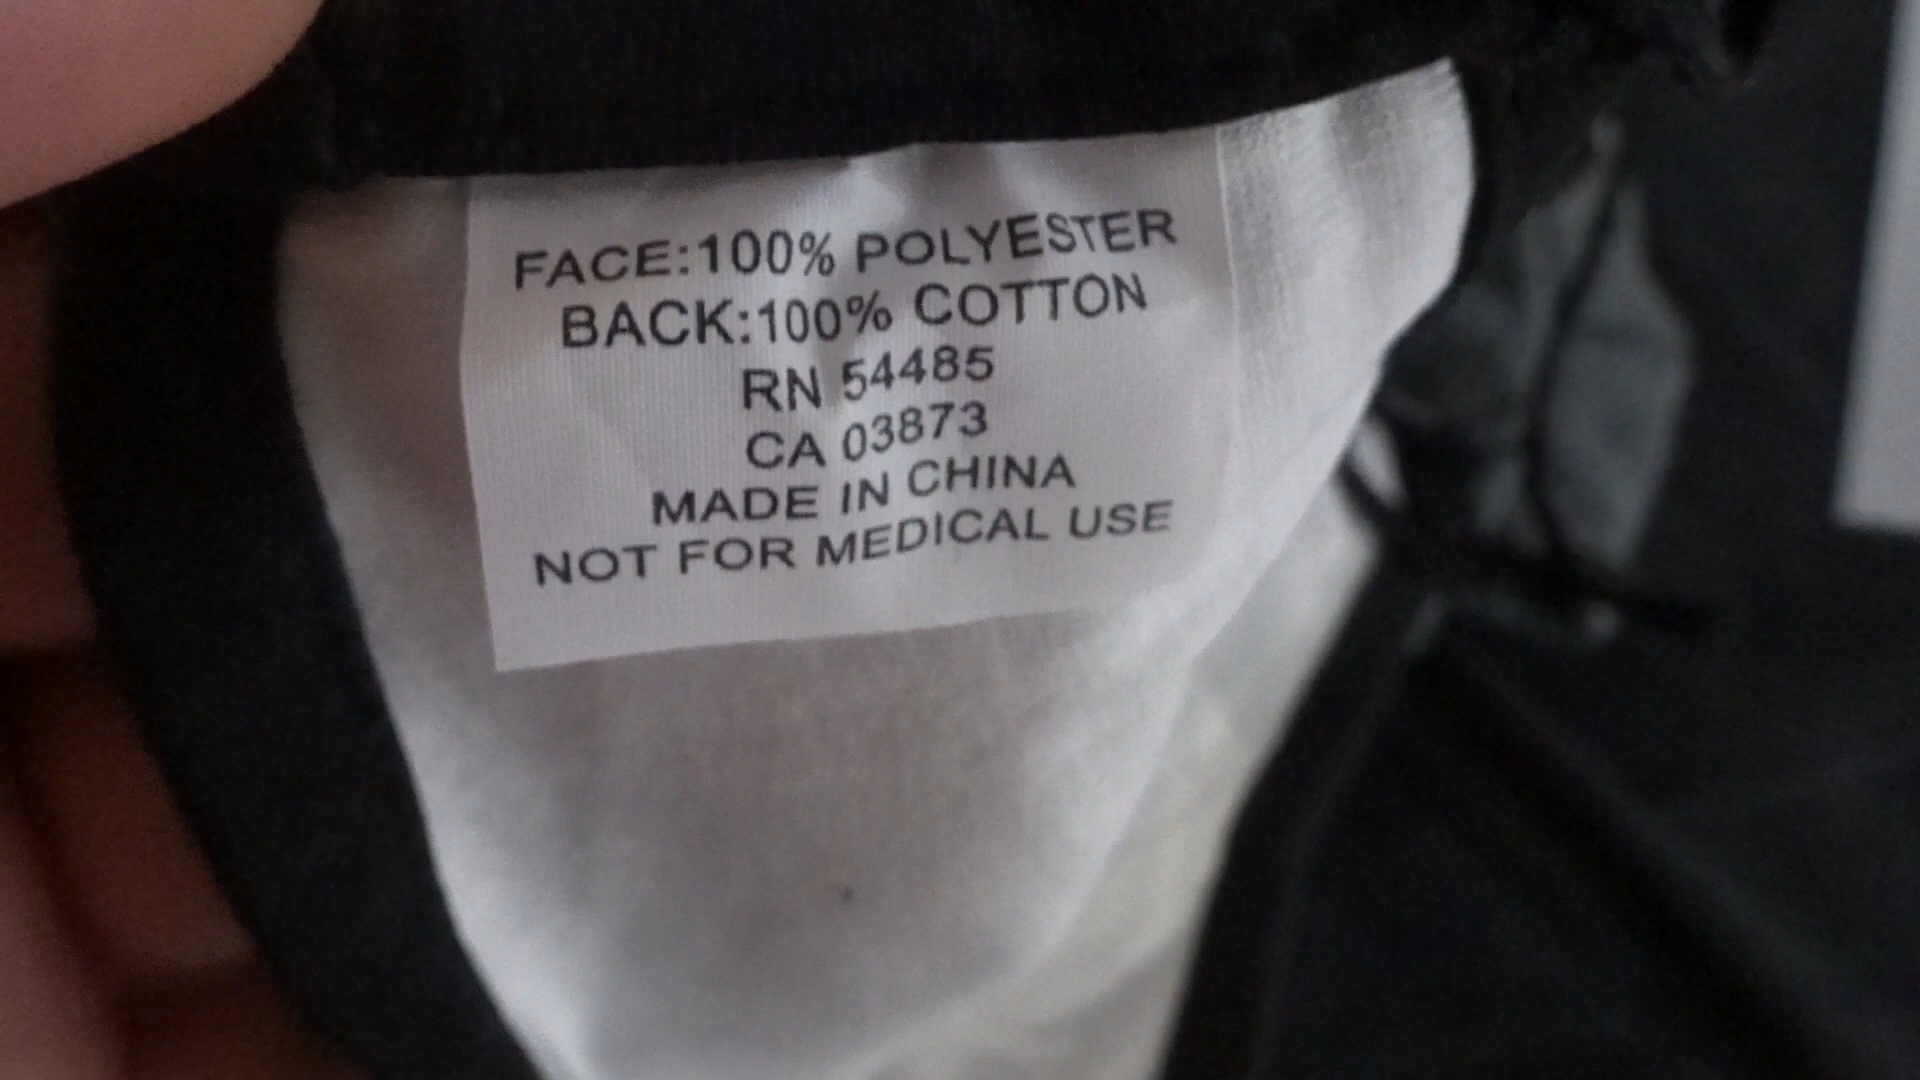 FACE:100% POLYESTER
BACK:100% COTTON
RN 54485
CA 03873
MADE IN CHINA
NOT FOR MEDICAL USE